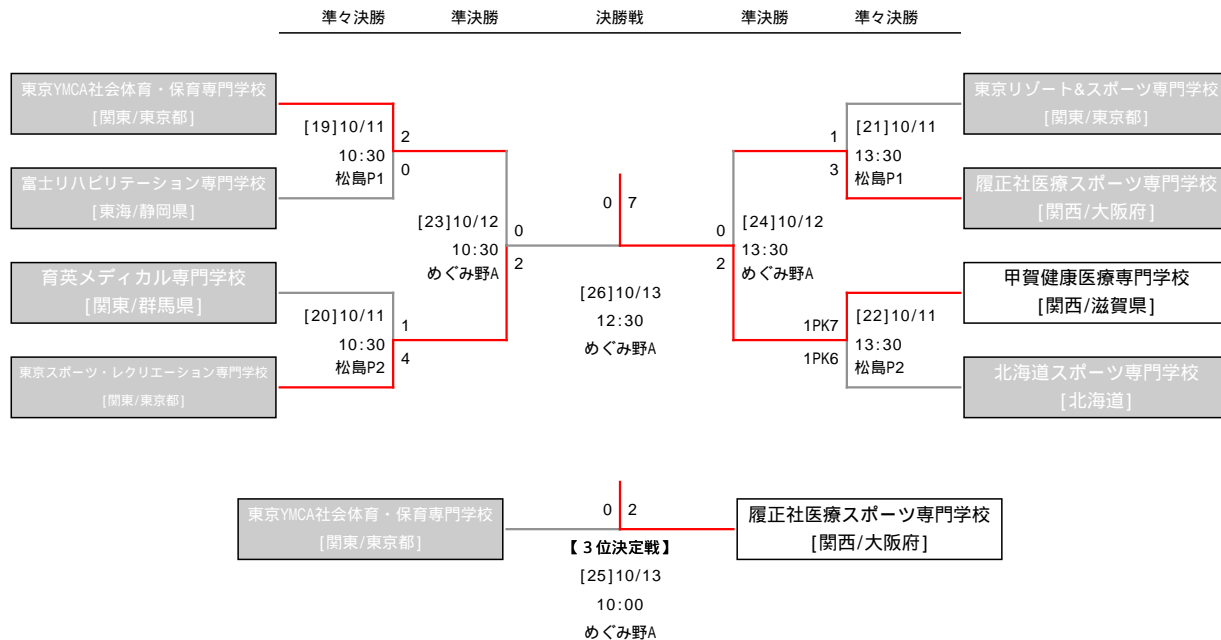 準々決勝 準決勝 決勝戦 準決勝 準々決勝
東京YMCA社会体育・保育専門学校
[関東/東京都]
富士リハビリテーション専門学校
[東海/静岡県]
育英メディカル専門学校
[関東/群馬県]
東京スポーツ・レクリエーション専門学校
[関東/東京都]
[19]10/11
10:30
松島P1
2
0
[20]10/11
10:30
松島P2
1
4
[23]10/12
10:30
めぐみ野A
0
2
0 7
[26]10/13
12:30
めぐみ野A
0
2
[24]10/12
13:30
めぐみ野A
1
3
[21]10/11
13:30
松島P1
1PK7
1PK6
[22]10/11
13:30
松島P2
東京リゾート&スポーツ専門学校
[関東/東京都]
履正社医療スポーツ専門学校
[関西/大阪府]
甲賀健康医療専門学校
[関西/滋賀県]
北海道スポーツ専門学校
[北海道]
東京YMCA社会体育・保育専門学校
[関東/東京都]
0 2
【3位決定戦】
[25]10/13
10:00
めぐみ野A
履正社医療スポーツ専門学校
[関西/大阪府]